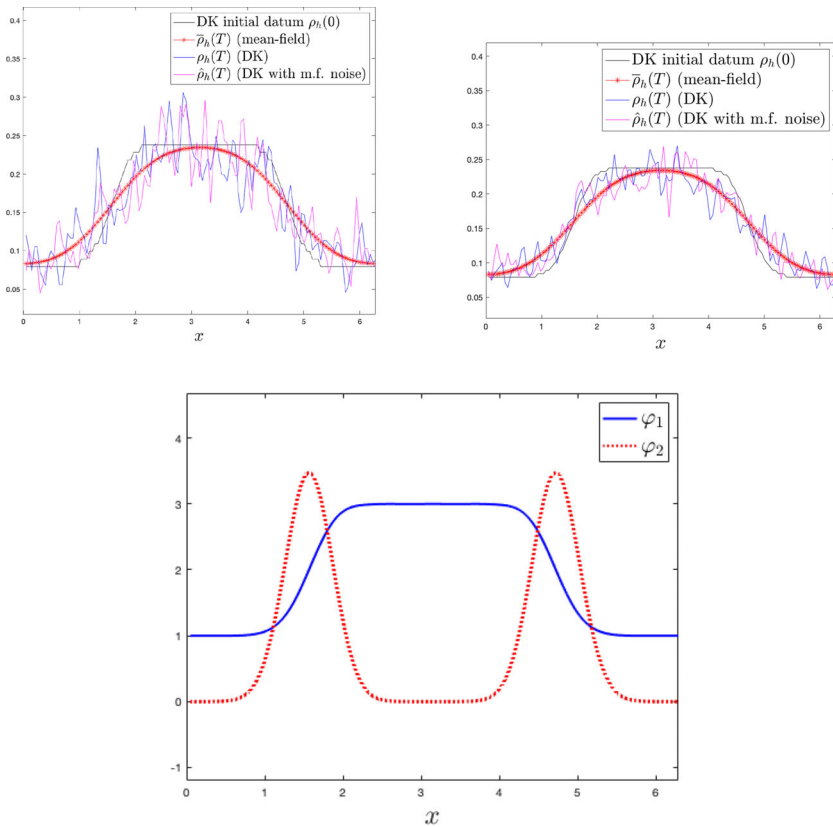 DK initial datum ρ_h(0)
ρ̅_h(T) (mean-field)
ρ_h(T) (DK)
ρ̂_h(T) (DK with m.f. noise)
0.4
0.35
0.3
0.25
0.2
0.15
0.1
0.05
0 1 2 3 4 5 6
x
DK initial datum ρ_h(0)
ρ̅_h(T) (mean-field)
ρ_h(T) (DK)
ρ̂_h(T) (DK with m.f. noise)
0.4
0.35
0.3
0.25
0.2
0.15
0.1
0.05
0 1 2 3 4 5 6
x
φ₁
φ₂
4
3
2
1
0
-1
0 1 2 3 4 5 6
x